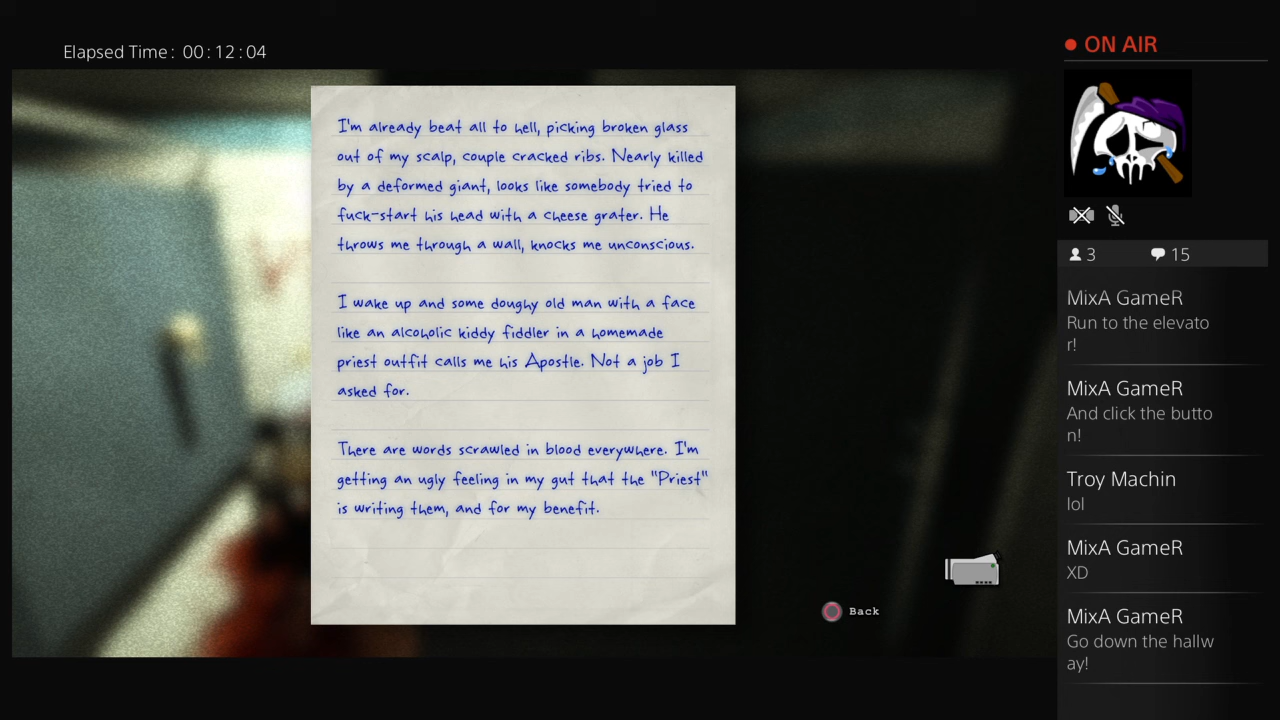 Elapsed Time: 00:12:04
I'm already beat all to hell, picking broken glass
out of my scalp, couple cracked ribs. Nearly killed
by a deformed giant, looks like somebody tried to
fuck-start his head with a cheese grater. He
throws me through a wall, knocks me unconscious.
I wake up and some doughy old man with a face
like an alcoholic kiddy fiddler in a homemade
priest outfit calls me his Apostle. Not a job I
asked for.
There are words scrawled in blood everywhere. I'm
getting an ugly feeling in my gut that the "Priest"
is writing them, and for my benefit.
Back
ON AIR
3 15
MixA GameR
Run to the elevato
r!
MixA GameR
And click the butto
n!
Troy Machin
lol
MixA GameR
XD
MixA GameR
Go down the hallw
ay!